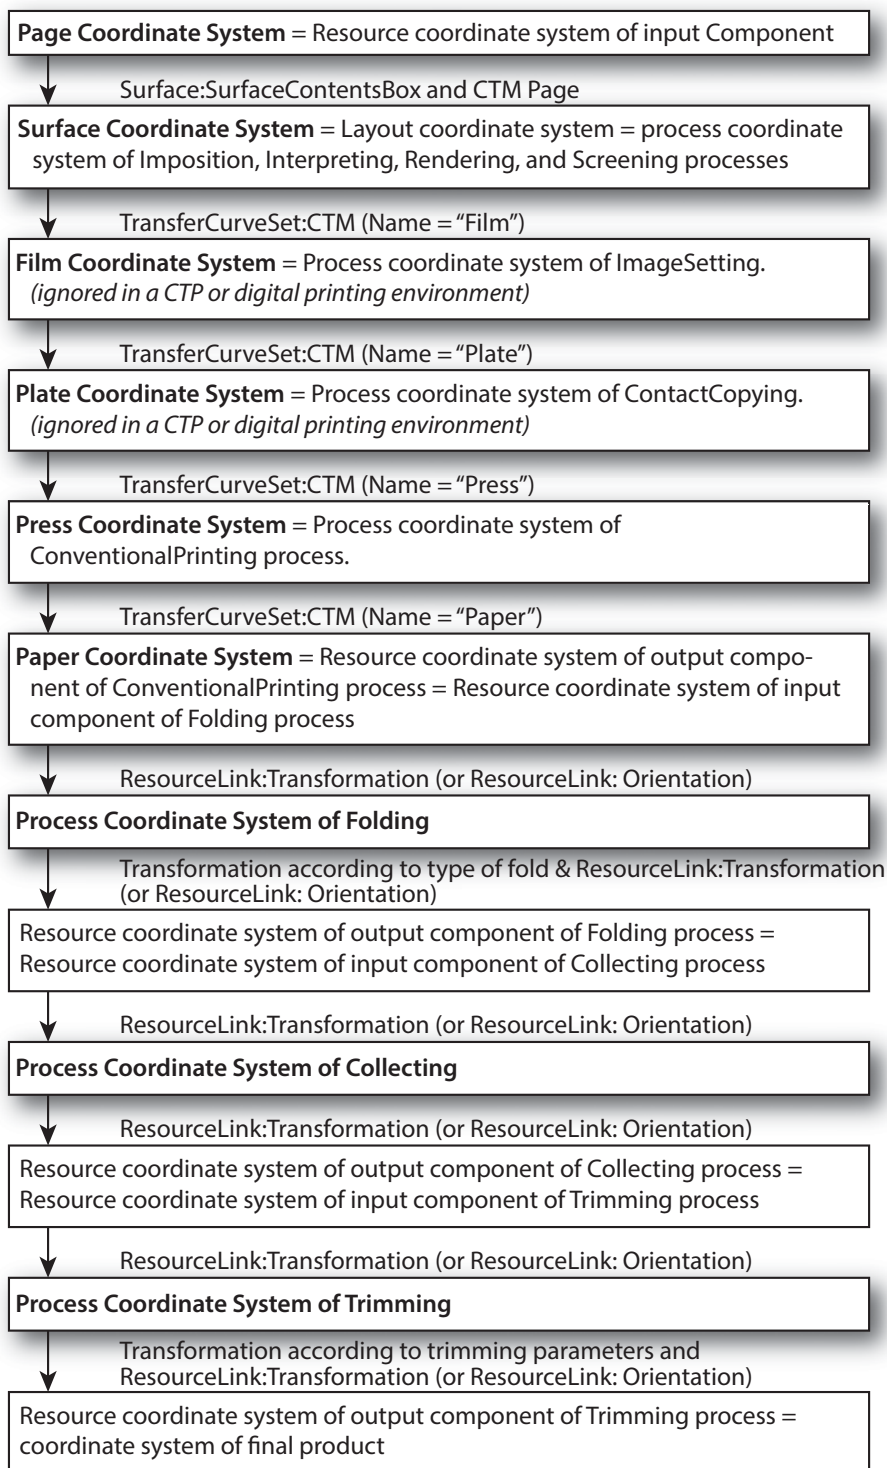 Page Coordinate System = Resource coordinate system of input Component
Surface:SurfaceContentsBox and CTM Page
Surface Coordinate System = Layout coordinate system = process coordinate
system of Imposition, Interpreting, Rendering, and Screening processes
TransferCurveSet:CTM (Name = “Film”)
Film Coordinate System = Process coordinate system of ImageSetting.
(ignored in a CTP or digital printing environment)
TransferCurveSet:CTM (Name = “Plate”)
Plate Coordinate System = Process coordinate system of ContactCopying.
(ignored in a CTP or digital printing environment)
TransferCurveSet:CTM (Name = “Press”)
Press Coordinate System = Process coordinate system of
ConventionalPrinting process.
TransferCurveSet:CTM (Name = “Paper”)
Paper Coordinate System = Resource coordinate system of output compo-
nent of ConventionalPrinting process = Resource coordinate system of input
component of Folding process
ResourceLink:Transformation (or ResourceLink: Orientation)
Process Coordinate System of Folding
Transformation according to type of fold & ResourceLink:Transformation
(or ResourceLink: Orientation)
Resource coordinate system of output component of Folding process =
Resource coordinate system of input component of Collecting process
ResourceLink:Transformation (or ResourceLink: Orientation)
Process Coordinate System of Collecting
ResourceLink:Transformation (or ResourceLink: Orientation)
Resource coordinate system of output component of Collecting process =
Resource coordinate system of input component of Trimming process
ResourceLink:Transformation (or ResourceLink: Orientation)
Process Coordinate System of Trimming
Transformation according to trimming parameters and
ResourceLink:Transformation (or ResourceLink: Orientation)
Resource coordinate system of output component of Trimming process =
coordinate system of final product